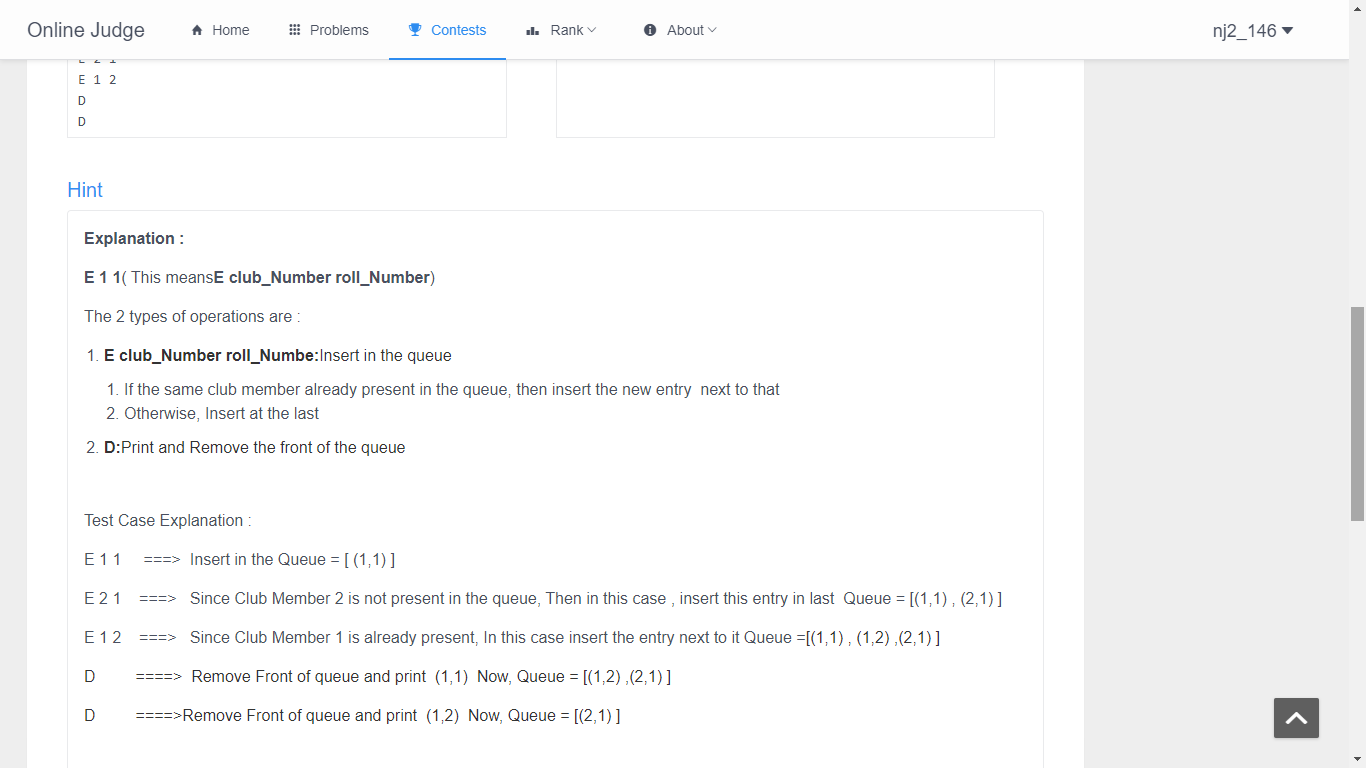 Online Judge Home Problems Contests Rank About nj2_146
E 2 1
E 1 2
D
D
Hint
Explanation :
E 1 1( This meansE club_Number roll_Number)
The 2 types of operations are :
1. E club_Number roll_Numbe:Insert in the queue
1. If the same club member already present in the queue, then insert the new entry next to that
2. Otherwise, Insert at the last
2. D:Print and Remove the front of the queue
Test Case Explanation :
E 1 1 ===> Insert in the Queue = [ (1,1) ]
E 2 1 ===> Since Club Member 2 is not present in the queue, Then in this case , insert this entry in last Queue = [(1,1) , (2,1) ]
E 1 2 ===> Since Club Member 1 is already present, In this case insert the entry next to it Queue =[(1,1) , (1,2) ,(2,1) ]
D ====> Remove Front of queue and print (1,1) Now, Queue = [(1,2) ,(2,1) ]
D ====>Remove Front of queue and print (1,2) Now, Queue = [(2,1) ]